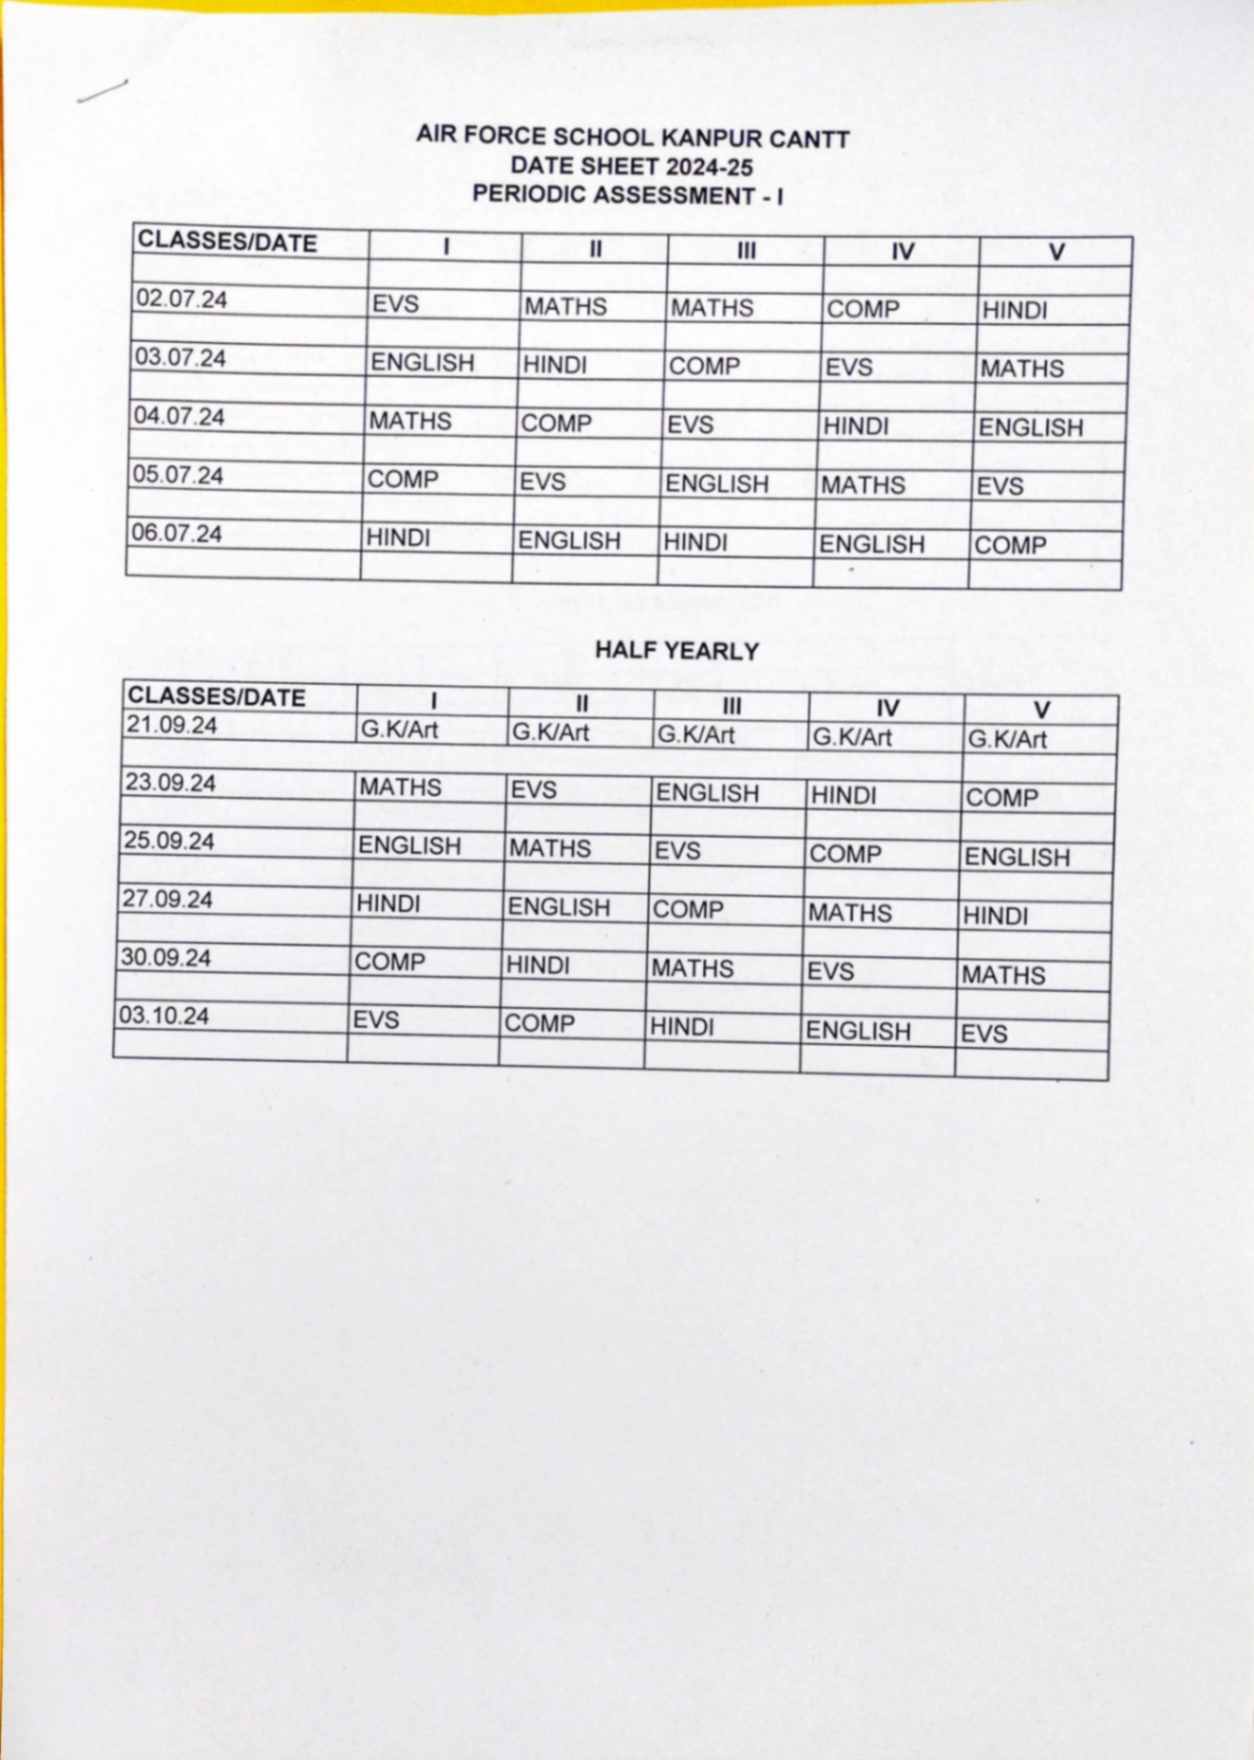 AIR FORCE SCHOOL KANPUR CANTT
DATE SHEET 2024-25
PERIODIC ASSESSMENT - I
CLASSES/DATE I II III IV V
02.07.24 EVS MATHS MATHS COMP HINDI
03.07.24 ENGLISH HINDI COMP EVS MATHS
04.07.24 MATHS COMP EVS HINDI ENGLISH
05.07.24 COMP EVS ENGLISH MATHS EVS
06.07.24 HINDI ENGLISH HINDI ENGLISH COMP
HALF YEARLY
CLASSES/DATE I II III IV V
21.09.24 G.K/Art G.K/Art G.K/Art G.K/Art G.K/Art
23.09.24 MATHS EVS ENGLISH HINDI COMP
25.09.24 ENGLISH MATHS EVS COMP ENGLISH
27.09.24 HINDI ENGLISH COMP MATHS HINDI
30.09.24 COMP HINDI MATHS EVS MATHS
03.10.24 EVS COMP HINDI ENGLISH EVS